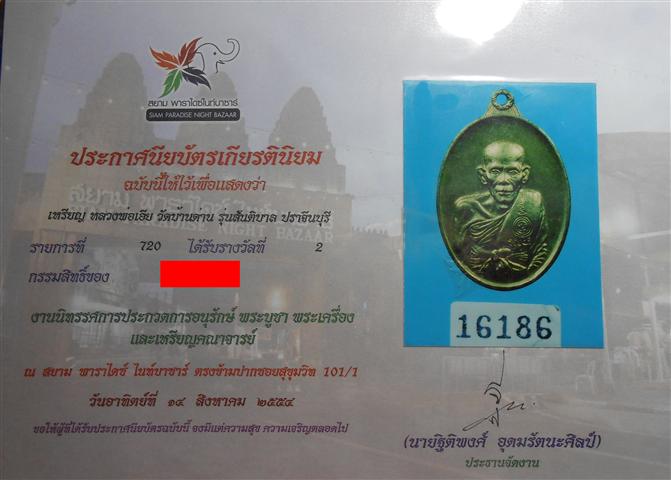 สยาม พาราไดซ์ไนท์บาซาร์
SIAM PARADISE NIGHT BAZAAR
ประกาศนียบัตรเกียรตินิยม
ฉบับนี้ให้ไว้เพื่อแสดงว่า
เหรียญ หลวงพ่อเอีย วัดบ้านด่าน รุ่นสันติบาล ปราจีนบุรี
รายการที่ 720 ได้รับรางวัลที่ 2
กรรมสิทธิ์ของ
งานนิทรรศการประกวดการอนุรักษ์ พระบูชา พระเครื่อง
และเหรียญคณาจารย์
ณ สยาม พาราไดซ์ ไนท์บาซาร์ ตรงข้ามปากซอยสุขุมวิท 101/1
วันอาทิตย์ที่ ๑๔ สิงหาคม ๒๕๕๔
ขอให้ผู้ที่ได้รับประกาศนียบัตรฉบับนี้ จงมีแต่ความสุข ความเจริญตลอดไป
16186
(นายฐิติพงศ์ อุดมรัตนะศิลป์)
ประธานจัดงาน